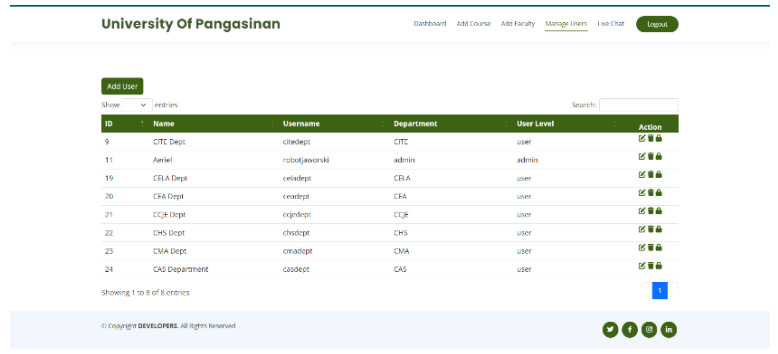 University Of Pangasinan
Dashboard Add Course Add Faculty Manage Users Live Chat Logout
Add User
Show entries Search:
ID Name Username Department User Level Action
9 CITE Dept citedept CITE user
11 Aeriel robotjaworski admin admin
19 CELA Dept celadept CELA user
20 CEA Dept ceadept CEA user
21 CCJE Dept ccjedept CCJE user
22 CHS Dept chsdept CHS user
23 CMA Dept cmadept CMA user
24 CAS Department casdept CAS user
Showing 1 to 8 of 8 entries 1
© Copyright DEVELOPERS. All Rights Reserved